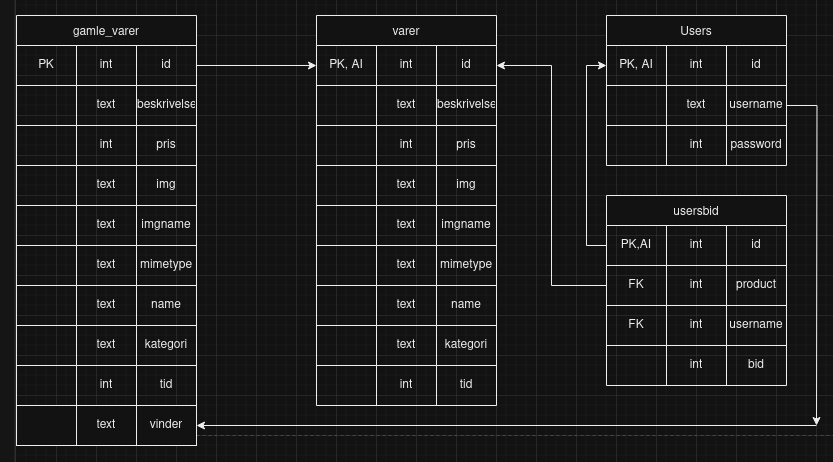 gamle_varer
PK int id
text beskrivelse
int pris
text img
text imgname
text mimetype
text name
text kategori
int tid
text vinder
varer
PK, AI int id
text beskrivelse
int pris
text img
text imgname
text mimetype
text name
text kategori
int tid
Users
PK, AI int id
text username
int password
usersbid
PK,AI int id
FK int product
FK int username
int bid